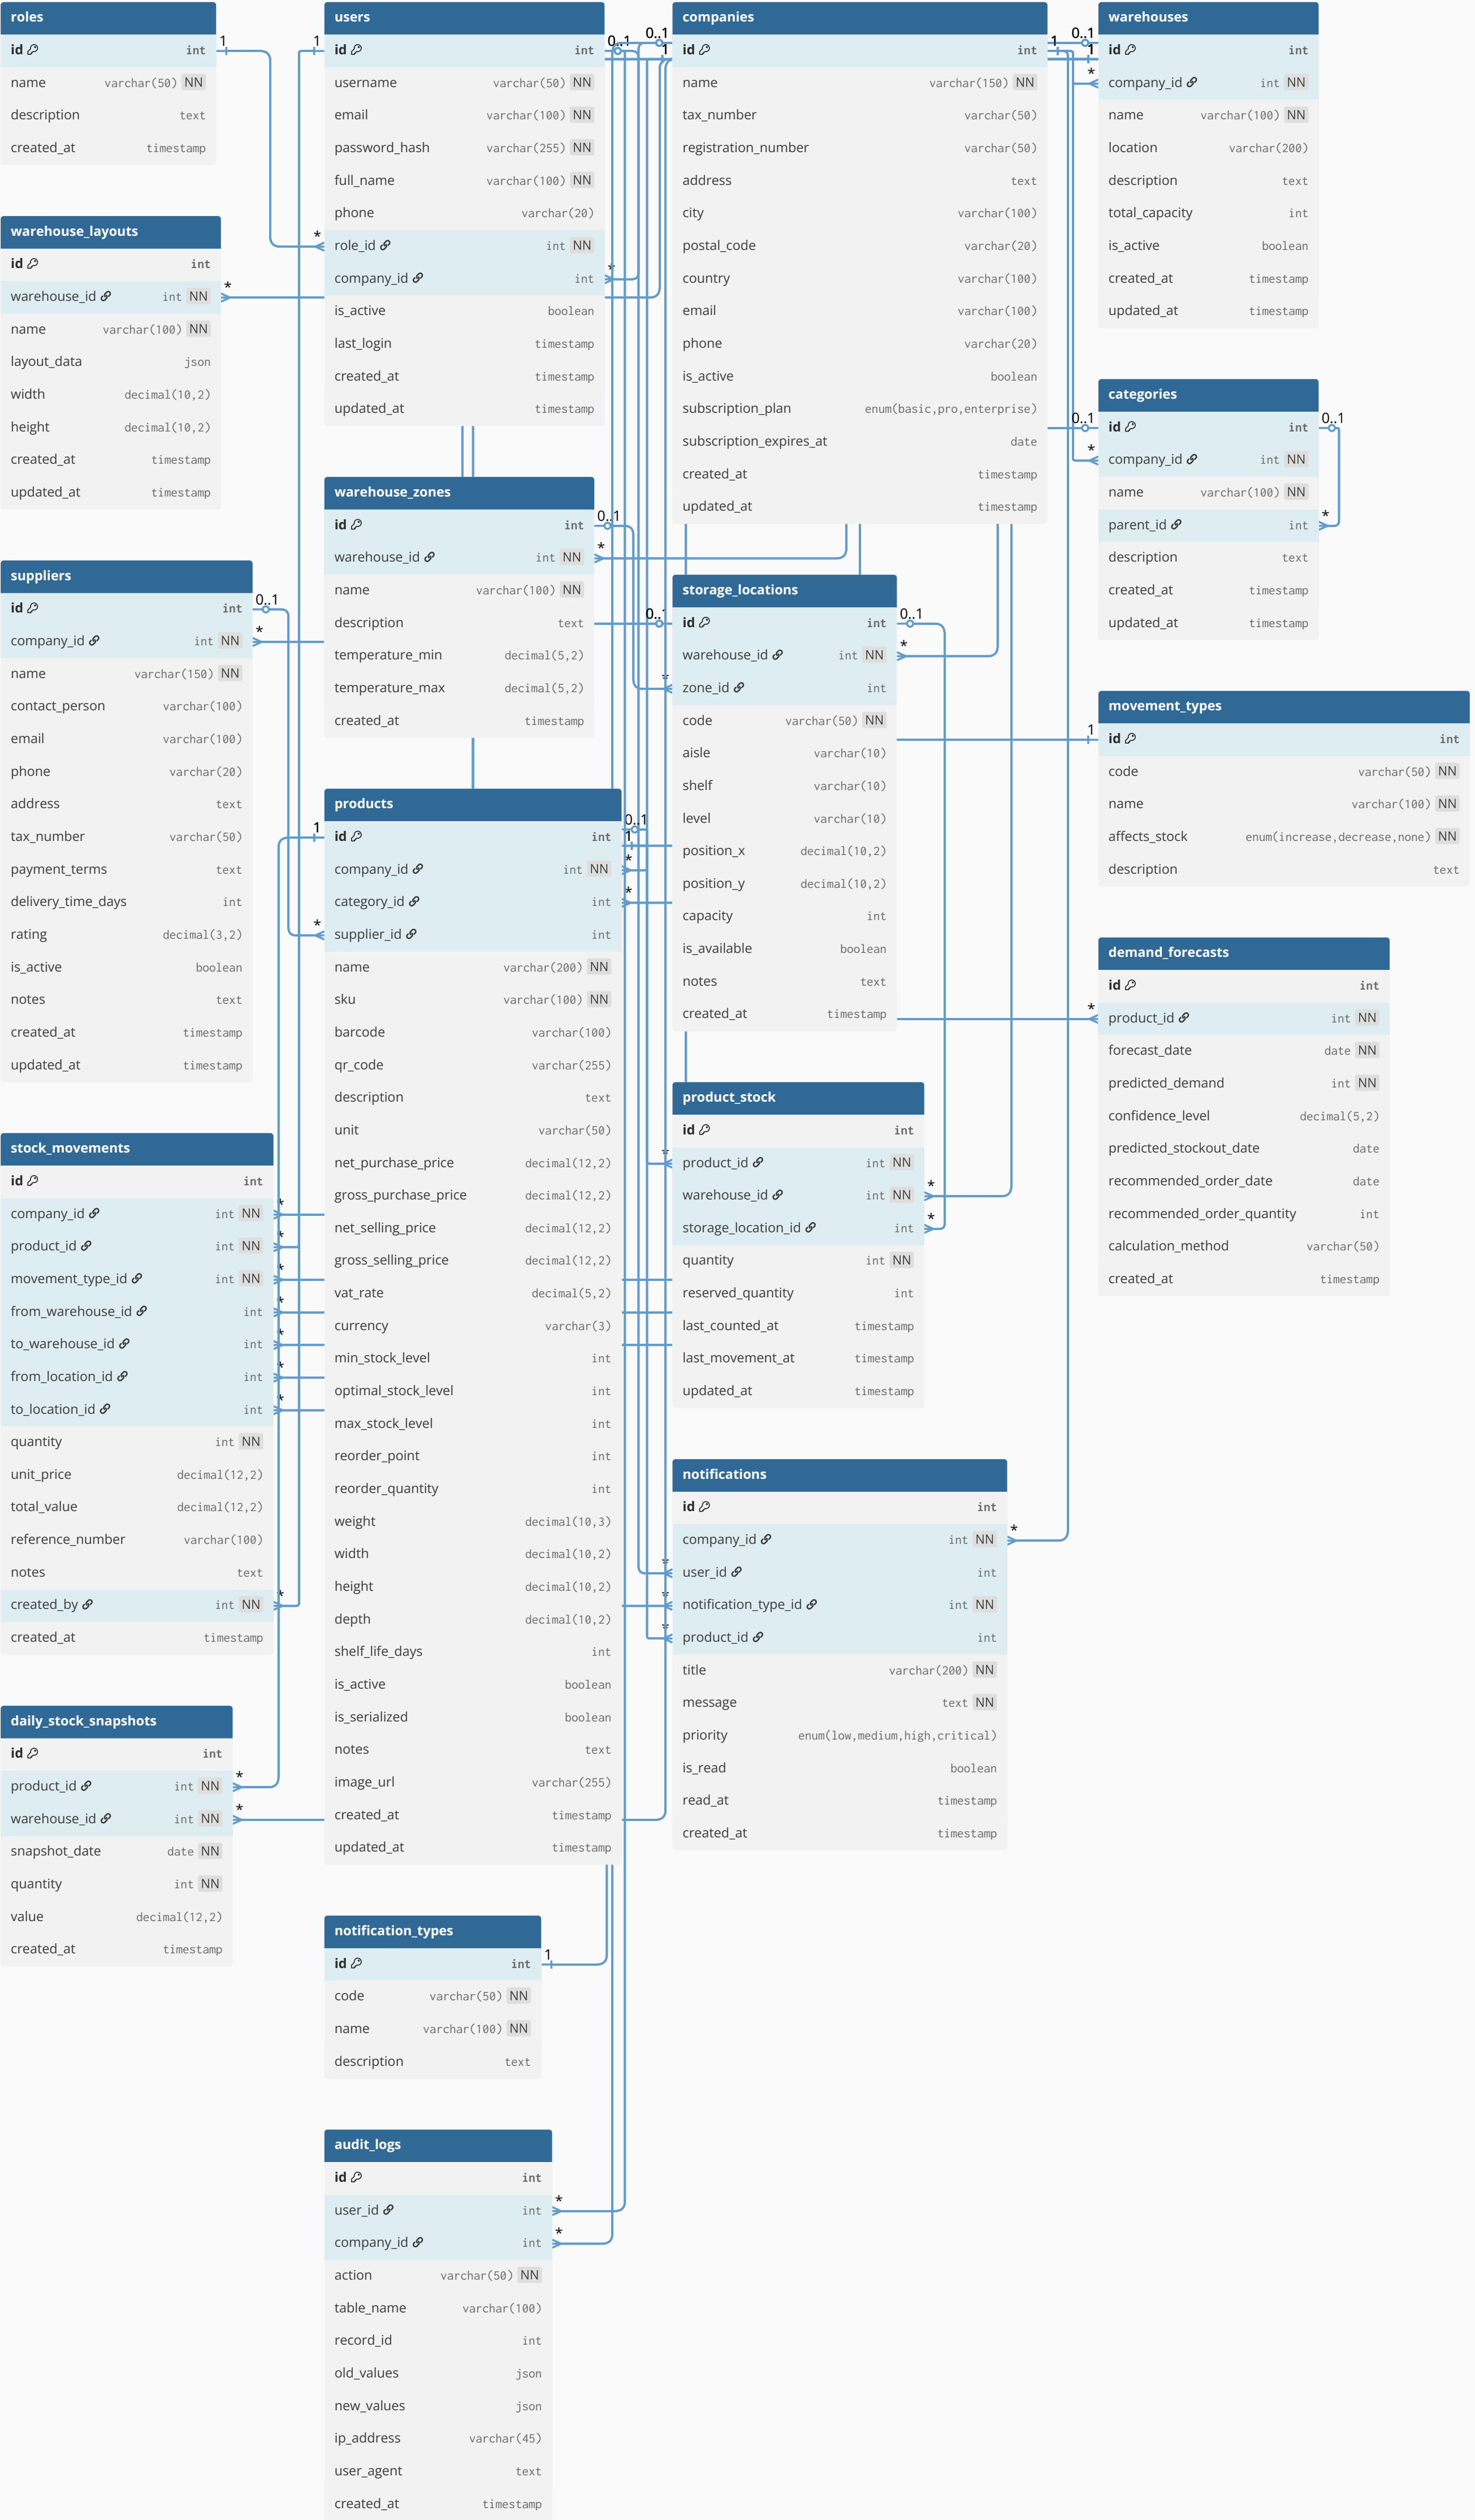 roles
id int
name varchar(50) NN
description text
created_at timestamp
users
id int
username varchar(50) NN
email varchar(100) NN
password_hash varchar(255) NN
full_name varchar(100) NN
phone varchar(20)
role_id int NN
company_id int
is_active boolean
last_login timestamp
created_at timestamp
updated_at timestamp
companies
id int
name varchar(150) NN
tax_number varchar(50)
registration_number varchar(50)
address text
city varchar(100)
postal_code varchar(20)
country varchar(100)
email varchar(100)
phone varchar(20)
is_active boolean
subscription_plan enum(basic,pro,enterprise)
subscription_expires_at date
created_at timestamp
updated_at timestamp
warehouses
id int
company_id int NN
name varchar(100) NN
location varchar(200)
description text
total_capacity int
is_active boolean
created_at timestamp
updated_at timestamp
warehouse_layouts
id int
warehouse_id int NN
name varchar(100) NN
layout_data json
width decimal(10,2)
height decimal(10,2)
created_at timestamp
updated_at timestamp
categories
id int
company_id int NN
name varchar(100) NN
parent_id int
description text
created_at timestamp
updated_at timestamp
warehouse_zones
id int
warehouse_id int NN
name varchar(100) NN
description text
temperature_min decimal(5,2)
temperature_max decimal(5,2)
created_at timestamp
suppliers
id int
company_id int NN
name varchar(150) NN
contact_person varchar(100)
email varchar(100)
phone varchar(20)
address text
tax_number varchar(50)
payment_terms text
delivery_time_days int
rating decimal(3,2)
is_active boolean
notes text
created_at timestamp
updated_at timestamp
storage_locations
id int
warehouse_id int NN
zone_id int
code varchar(50) NN
aisle varchar(10)
shelf varchar(10)
level varchar(10)
position_x decimal(10,2)
position_y decimal(10,2)
capacity int
is_available boolean
notes text
created_at timestamp
movement_types
id int
code varchar(50) NN
name varchar(100) NN
affects_stock enum(increase,decrease,none) NN
description text
products
id int
company_id int NN
category_id int
supplier_id int
name varchar(200) NN
sku varchar(100) NN
barcode varchar(100)
qr_code varchar(255)
description text
unit varchar(50)
net_purchase_price decimal(12,2)
gross_purchase_price decimal(12,2)
net_selling_price decimal(12,2)
gross_selling_price decimal(12,2)
vat_rate decimal(5,2)
currency varchar(3)
min_stock_level int
optimal_stock_level int
max_stock_level int
reorder_point int
reorder_quantity int
weight decimal(10,3)
width decimal(10,2)
height decimal(10,2)
depth decimal(10,2)
shelf_life_days int
is_active boolean
is_serialized boolean
notes text
image_url varchar(255)
created_at timestamp
updated_at timestamp
demand_forecasts
id int
product_id int NN
forecast_date date NN
predicted_demand int NN
confidence_level decimal(5,2)
predicted_stockout_date date
recommended_order_date date
recommended_order_quantity int
calculation_method varchar(50)
created_at timestamp
product_stock
id int
product_id int NN
warehouse_id int NN
storage_location_id int
quantity int NN
reserved_quantity int
last_counted_at timestamp
last_movement_at timestamp
updated_at timestamp
stock_movements
id int
company_id int NN
product_id int NN
movement_type_id int NN
from_warehouse_id int
to_warehouse_id int
from_location_id int
to_location_id int
quantity int NN
unit_price decimal(12,2)
total_value decimal(12,2)
reference_number varchar(100)
notes text
created_by int NN
created_at timestamp
notifications
id int
company_id int NN
user_id int
notification_type_id int NN
product_id int
title varchar(200) NN
message text NN
priority enum(low,medium,high,critical)
is_read boolean
read_at timestamp
created_at timestamp
daily_stock_snapshots
id int
product_id int NN
warehouse_id int NN
snapshot_date date NN
quantity int NN
value decimal(12,2)
created_at timestamp
notification_types
id int
code varchar(50) NN
name varchar(100) NN
description text
audit_logs
id int
user_id int
company_id int
action varchar(50) NN
table_name varchar(100)
record_id int
old_values json
new_values json
ip_address varchar(45)
user_agent text
created_at timestamp